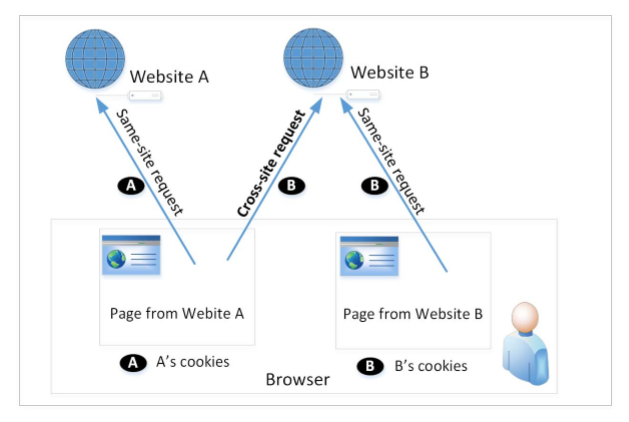 Website A
Website B
Same-site request
Cross-site request
Same-site request
A
B
B
Page from Webite A
Page from Website B
A A's cookies
B B's cookies
Browser